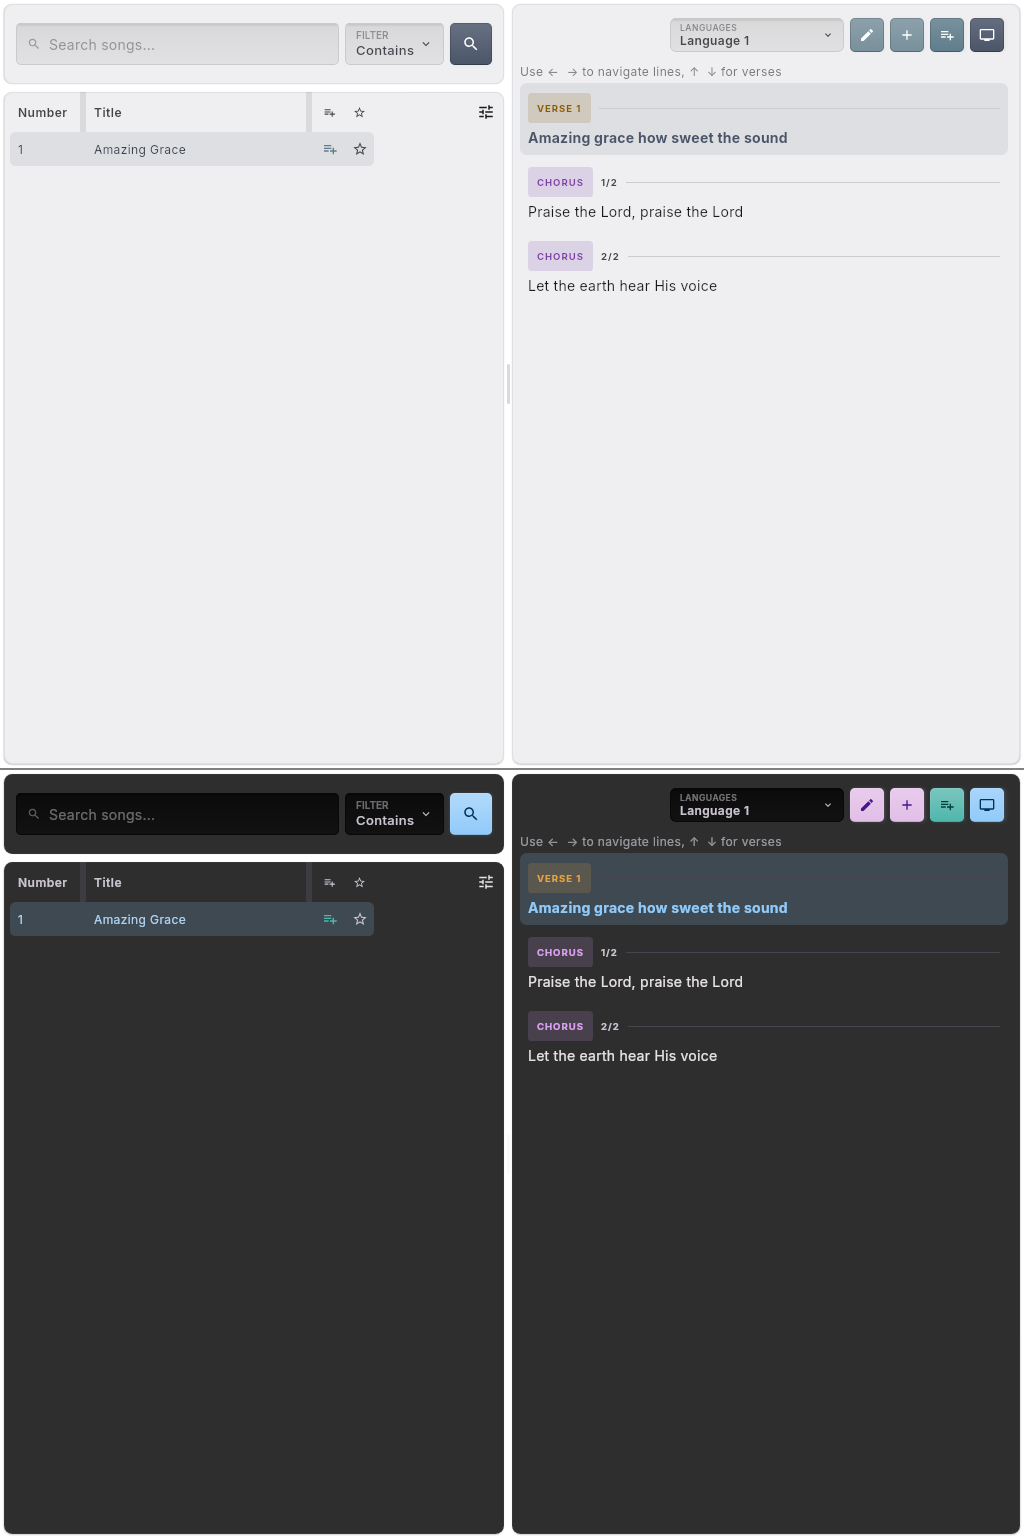 Search songs...
FILTER
Contains
Number Title
1 Amazing Grace
LANGUAGES
Language 1
Use ← → to navigate lines, ↑ ↓ for verses
VERSE 1
Amazing grace how sweet the sound
CHORUS 1/2
Praise the Lord, praise the Lord
CHORUS 2/2
Let the earth hear His voice
Search songs...
FILTER
Contains
Number Title
1 Amazing Grace
LANGUAGES
Language 1
Use ← → to navigate lines, ↑ ↓ for verses
VERSE 1
Amazing grace how sweet the sound
CHORUS 1/2
Praise the Lord, praise the Lord
CHORUS 2/2
Let the earth hear His voice